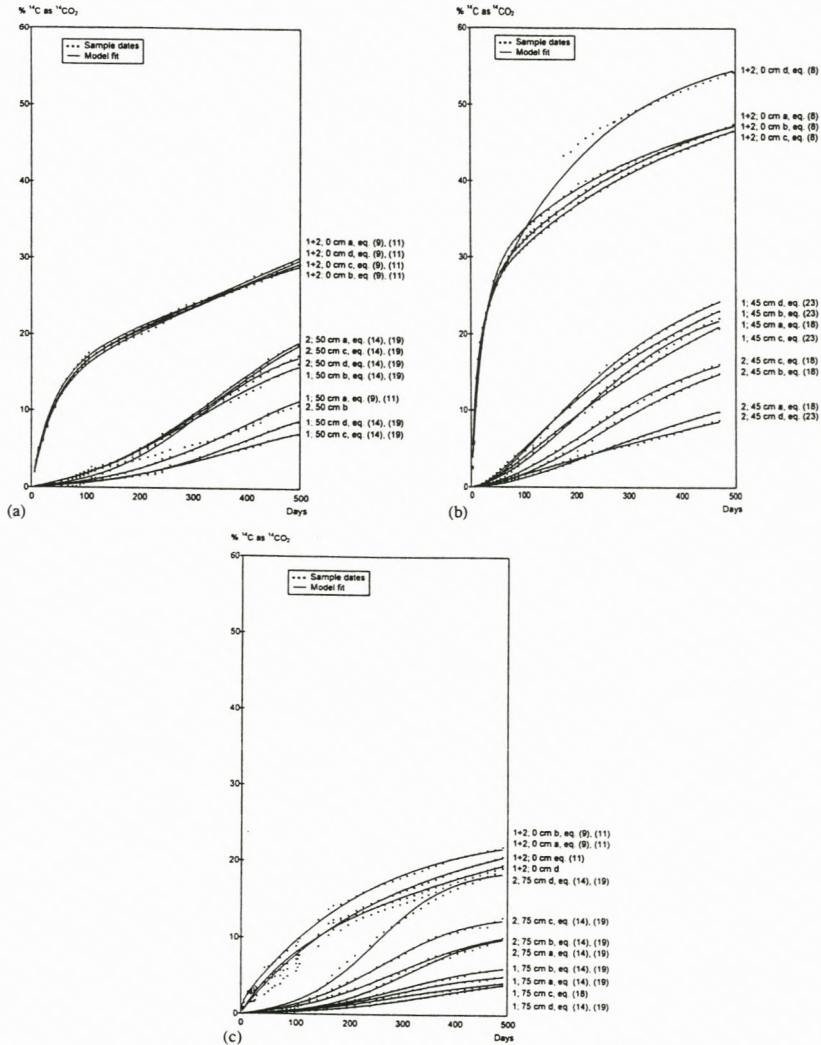 % ¹⁴C as ¹⁴CO₂
60
50
40
30
20
10
0
Sample dates
Model fit
1+2; 0 cm a, eq. (9), (11)
1+2; 0 cm d, eq. (9), (11)
1+2; 0 cm c, eq. (9), (11)
1+2; 0 cm b, eq. (9), (11)
2; 50 cm a, eq. (14), (19)
2; 50 cm c, eq. (14), (19)
2; 50 cm d, eq. (14), (19)
1; 50 cm b, eq. (14), (19)
1; 50 cm a, eq. (9), (11)
2; 50 cm b
1; 50 cm d, eq. (14), (19)
1; 50 cm c, eq. (14), (19)
0 100 200 300 400 500
Days
(a)
% ¹⁴C as ¹⁴CO₂
60
50
40
30
20
10
0
Sample dates
Model fit
1+2; 0 cm d, eq. (8)
1+2; 0 cm a, eq. (8)
1+2; 0 cm b, eq. (8)
1+2; 0 cm c, eq. (8)
1; 45 cm d, eq. (23)
1; 45 cm b, eq. (23)
1; 45 cm a, eq. (18)
1; 45 cm c, eq. (23)
2; 45 cm c, eq. (18)
2; 45 cm b, eq. (18)
2; 45 cm a, eq. (18)
2; 45 cm d, eq. (23)
0 100 200 300 400 500
Days
(b)
% ¹⁴C as ¹⁴CO₂
60
50
40
30
20
10
0
Sample dates
Model fit
1+2; 0 cm b, eq. (9), (11)
1+2; 0 cm a, eq. (9), (11)
1+2; 0 cm eq. (11)
1+2; 0 cm d
2; 75 cm d, eq. (14), (19)
2; 75 cm c, eq. (14), (19)
2; 75 cm b, eq. (14), (19)
2; 75 cm a, eq. (14), (19)
1; 75 cm b, eq. (14), (19)
1; 75 cm a, eq. (14), (19)
1; 75 cm c, eq. (18)
1; 75 cm d, eq. (14), (19)
0 100 200 300 400 500
Days
(c)